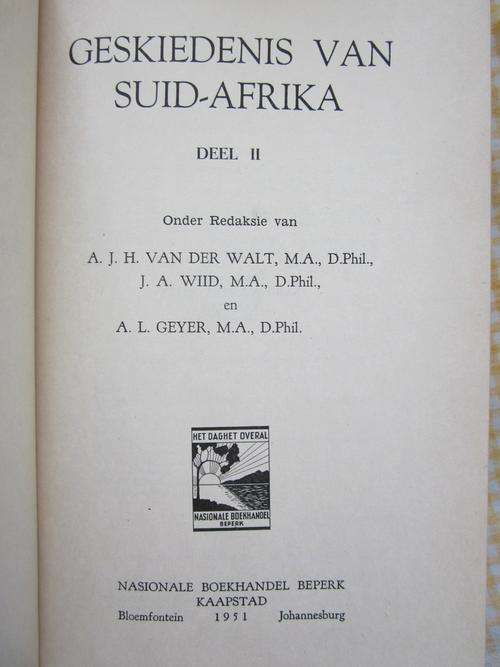 GESKIEDENIS VAN
SUID-AFRIKA
DEEL II
Onder Redaksie van
A. J. H. VAN DER WALT, M.A., D.Phil.,
J. A. WIID, M.A., D.Phil.,
en
A. L. GEYER, M.A., D.Phil.
HET DAGHET OVERAL
NASIONALE BOEKHANDEL
BEPERK
NASIONALE BOEKHANDEL BEPERK
KAAPSTAD
Bloemfontein 1951 Johannesburg